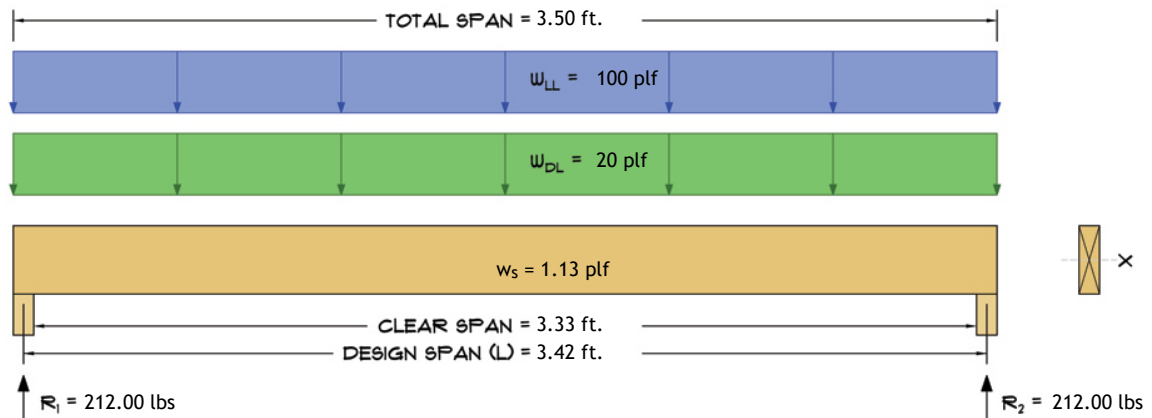 TOTAL SPAN = 3.50 ft.
WLL = 100 plf
WDL = 20 plf
ws = 1.13 plf
X
CLEAR SPAN = 3.33 ft.
DESIGN SPAN (L) = 3.42 ft.
R1 = 212.00 lbs
R2 = 212.00 lbs